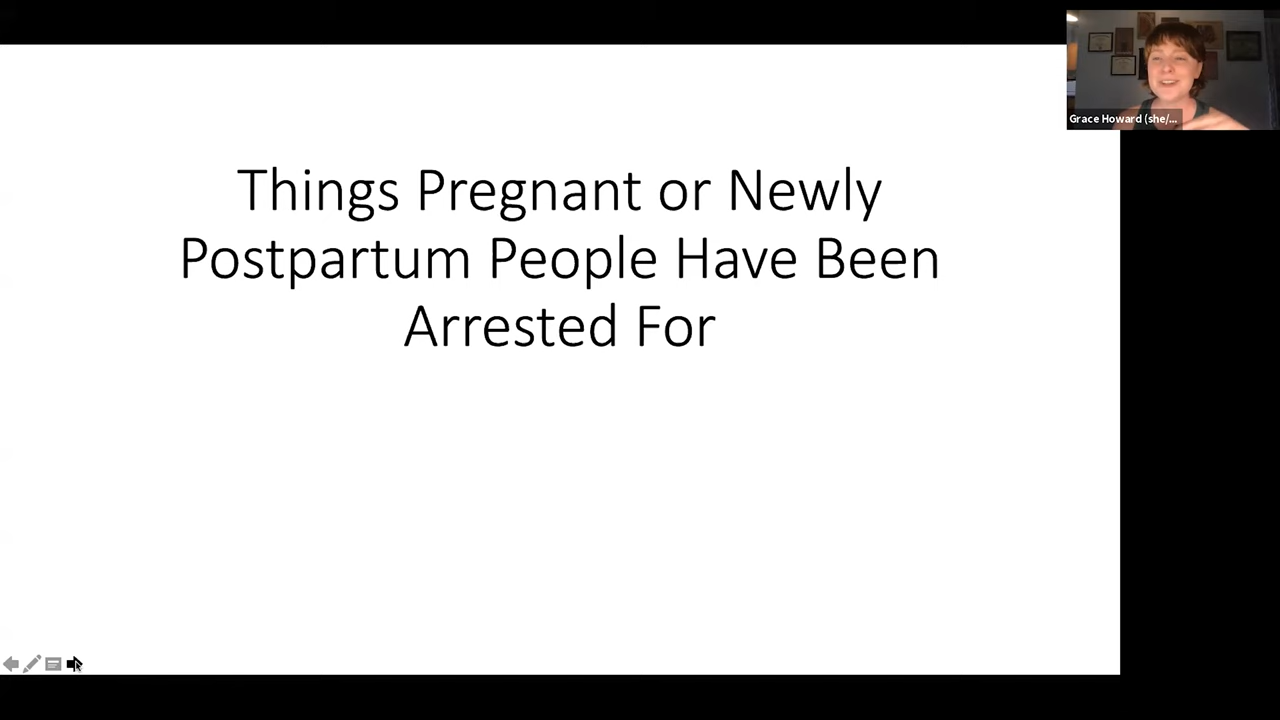 Things Pregnant or Newly
Postpartum People Have Been
Arrested For
Grace Howard (she/...